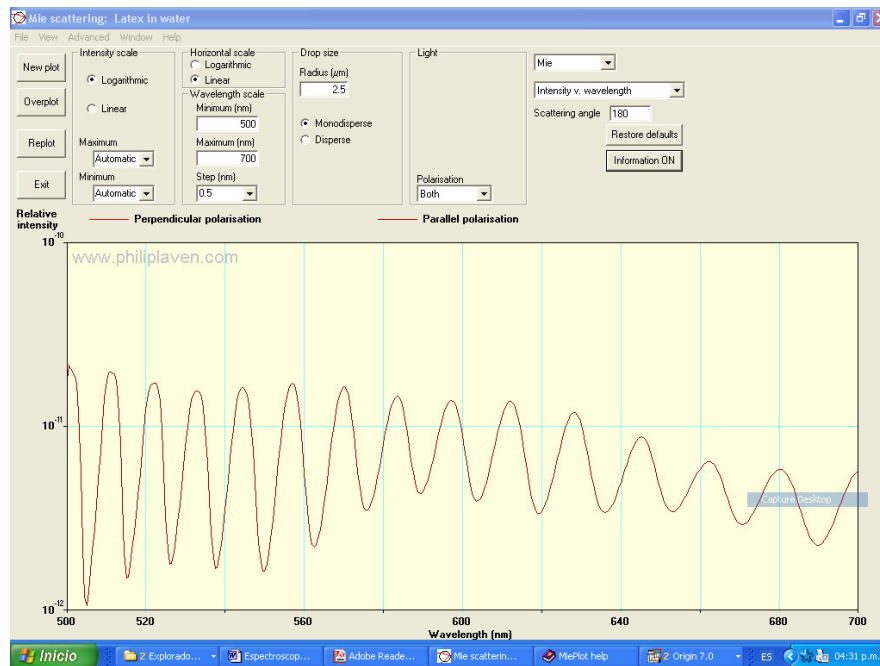 Mie scattering: Latex in water
File View Advanced Window Help
New plot
Overplot
Replot
Exit
Intensity scale
Logarithmic
Linear
Maximum
Automatic
Minimum
Automatic
Horizontal scale
Logarithmic
Linear
Wavelength scale
Minimum (nm)
500
Maximum (nm)
700
Step (nm)
0.5
Drop size
Radius (μm)
2.5
Monodisperse
Disperse
Light
Polarisation
Both
Mie
Intensity v. wavelength
Scattering angle 180
Restore defaults
Information ON
Relative
intensity
Perpendicular polarisation
Parallel polarisation
www.philiplaven.com
10-10
10-11
10-12
Capture Desktop
500 520 560 600 640 680 700
Wavelength (nm)
Inicio 2 Explorado... Espectroscop... Adobe Reade... Mie scatterin... MiePlot help 2 Origin 7.0 ES 04:31 p.m.